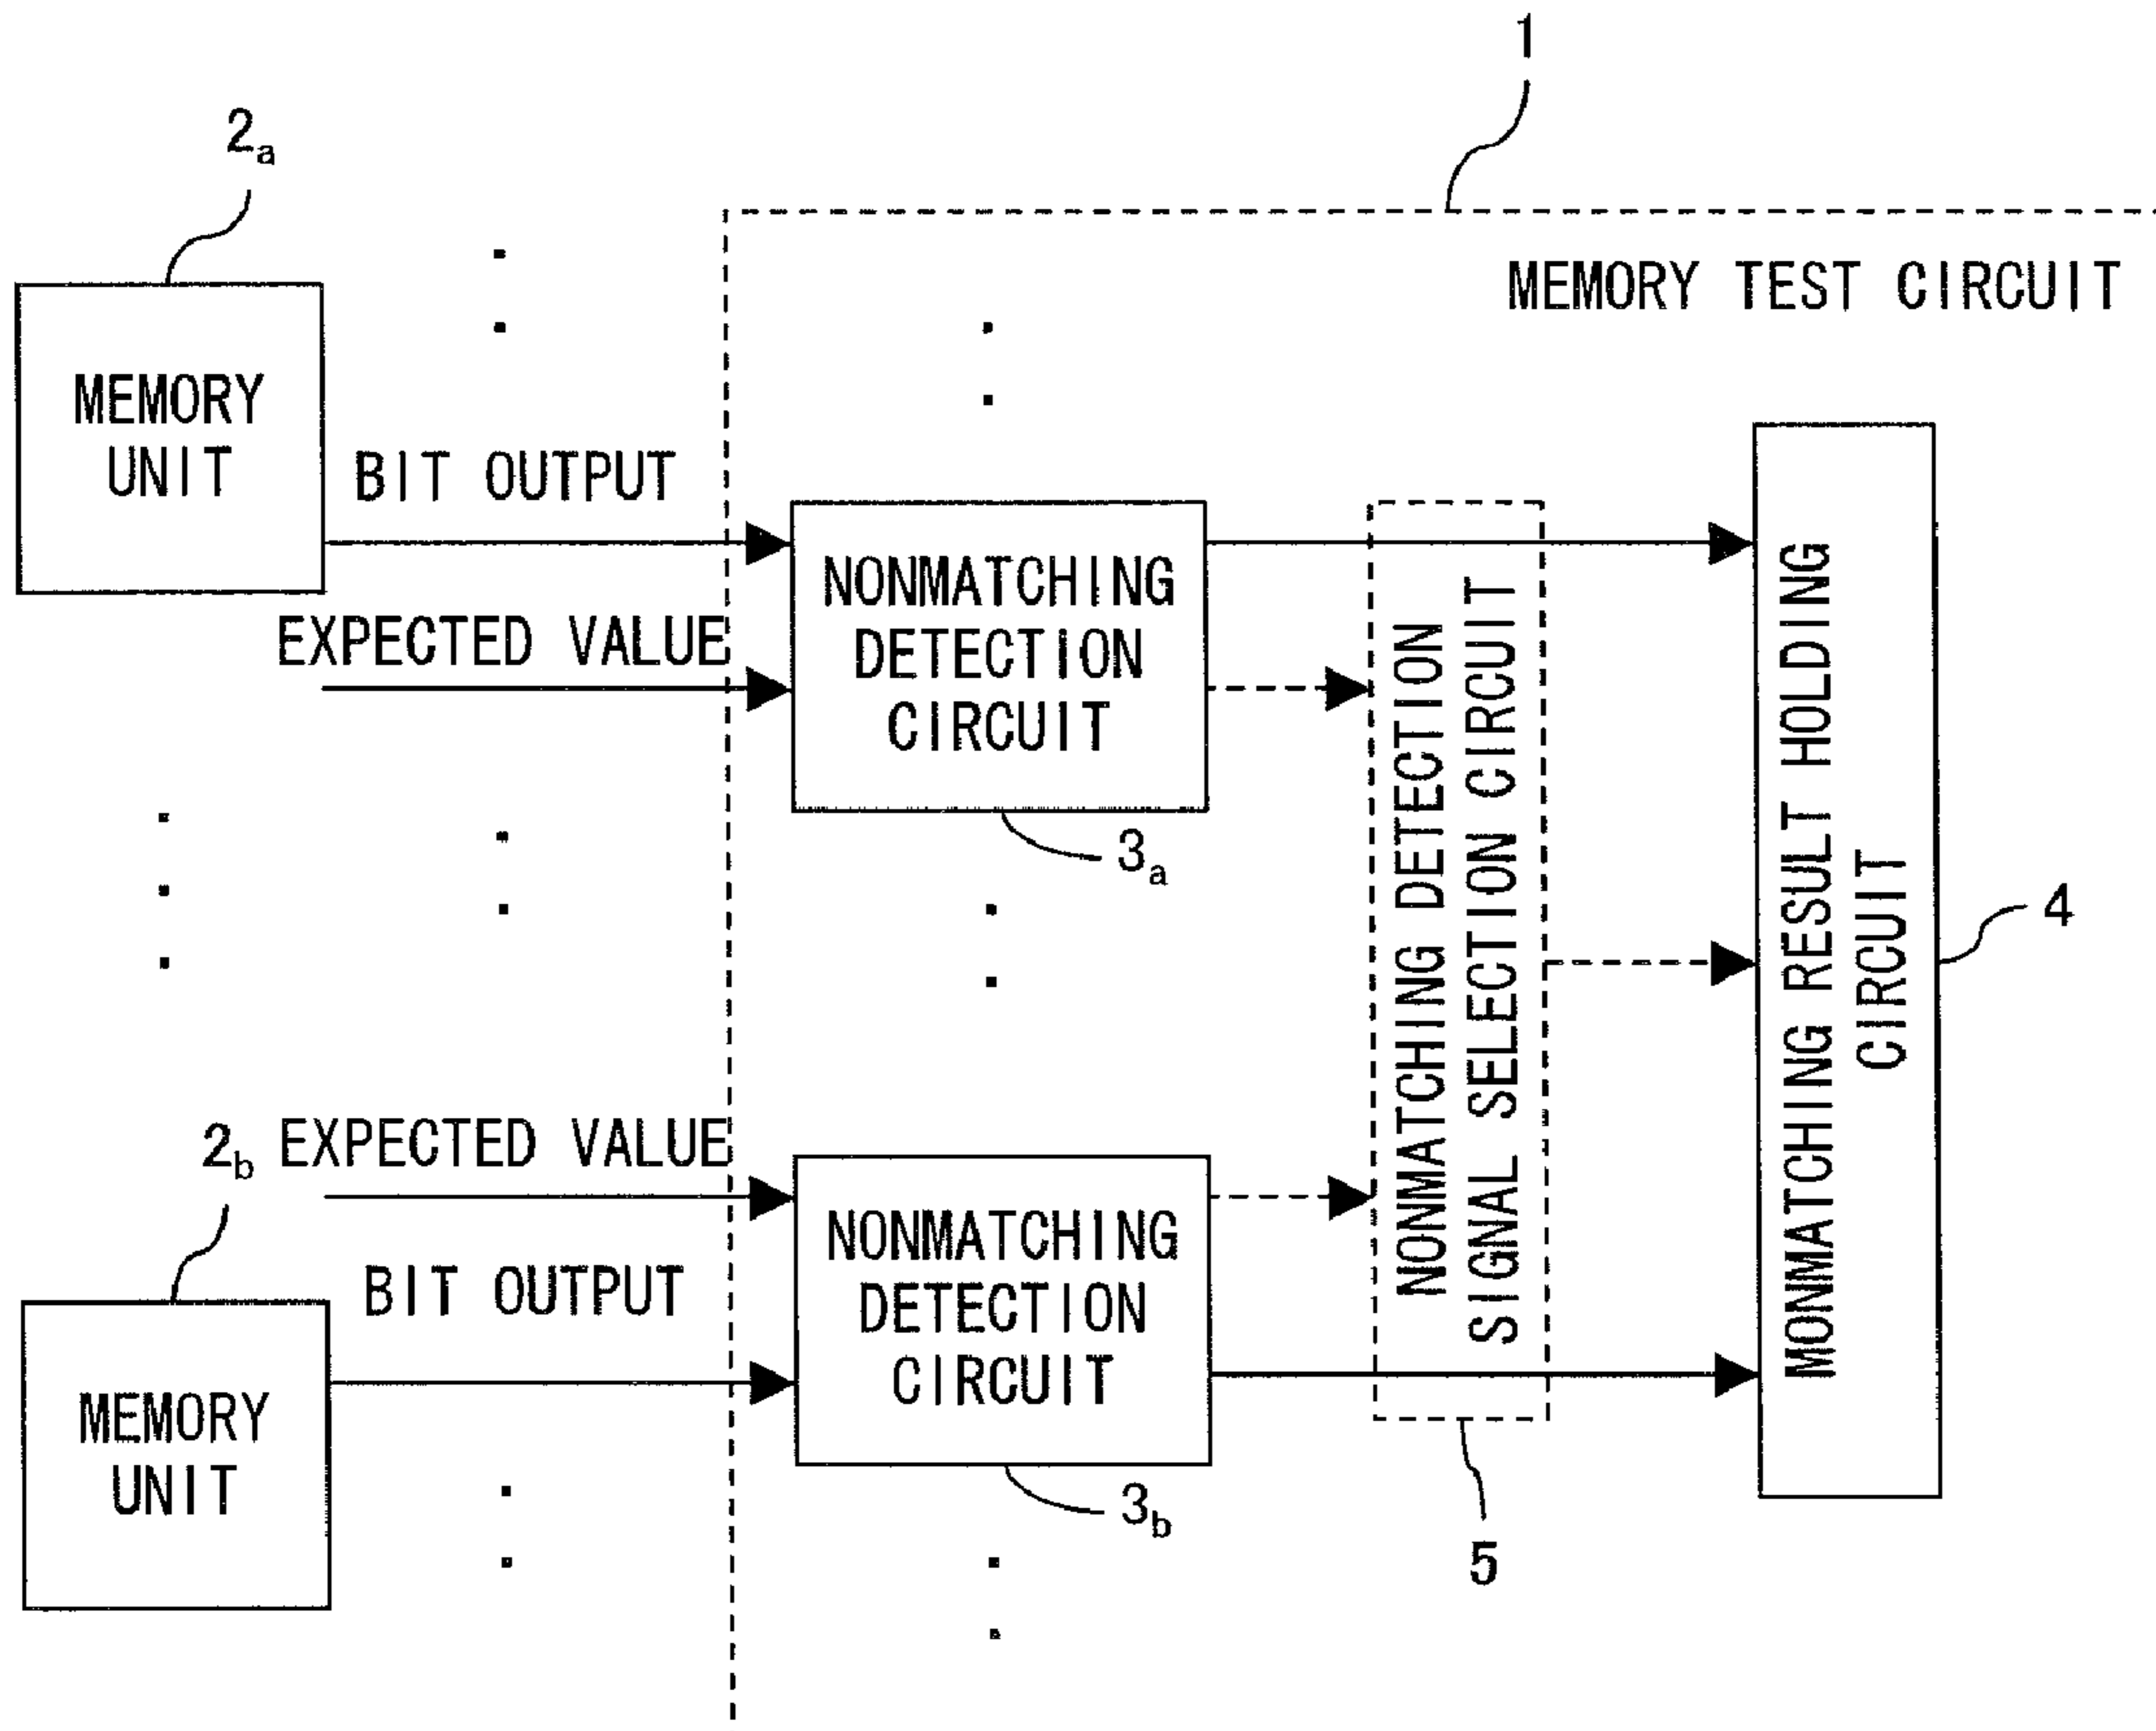 1
2a
MEMORY TEST CIRCUIT
MEMORY
UNIT
BIT OUTPUT
EXPECTED VALUE
NONMATCHING
DETECTION
CIRCUIT
3a
NONMATCHING DETECTION
SIGNAL SELECTION CIRCUIT
MONMATCHING RESULT HOLDING
CIRCUIT
4
2b
EXPECTED VALUE
BIT OUTPUT
MEMORY
UNIT
NONMATCHING
DETECTION
CIRCUIT
3b
5